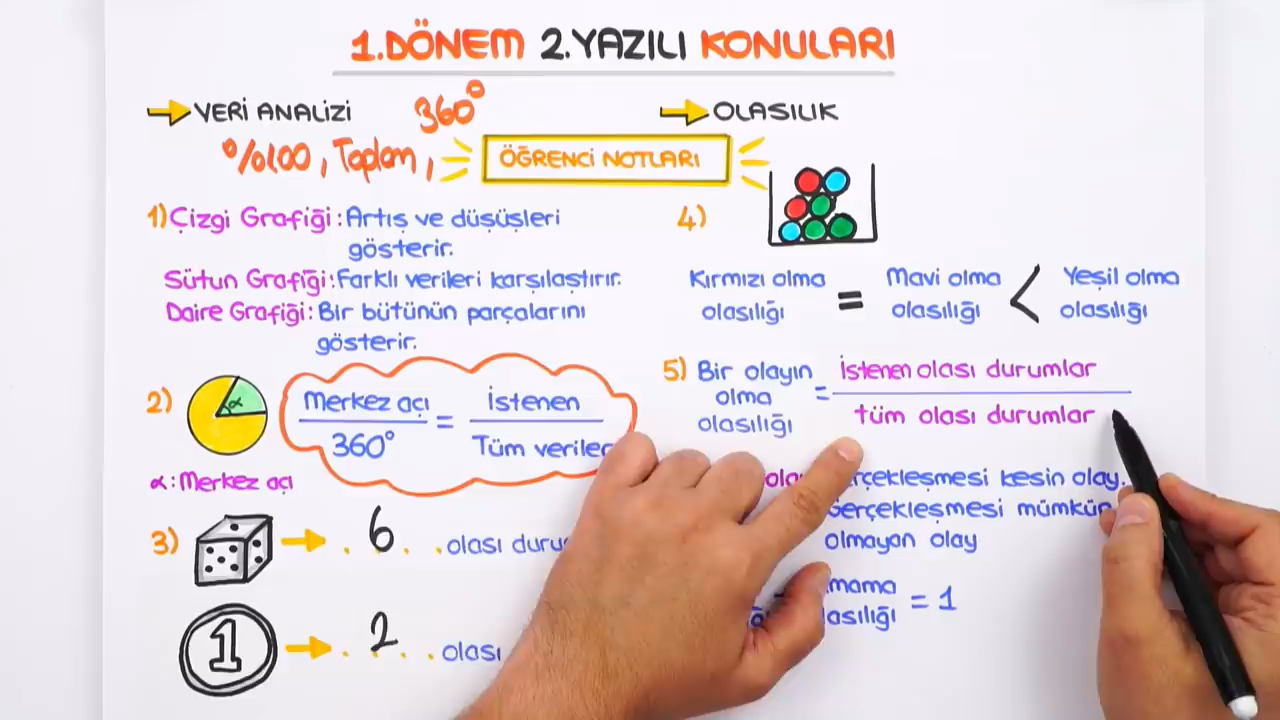 1.DÖNEM 2.YAZILI KONULARI
VERİ ANALİZİ
360°
%100, Toplam,
ÖĞRENCİ NOTLARI
1) Çizgi Grafiği: Artış ve düşüşleri
gösterir.
Sütun Grafiği: Farklı verileri karşılaştırır.
Daire Grafiği: Bir bütünün parçalarını
gösterir.
2) α
Merkez açı / 360° = İstenen / Tüm veriler
α: Merkez açı
3) 6 olası
1 2 olası
OLASILIK
4)
Kırmızı olma olasılığı = Mavi olma olasılığı < Yeşil olma olasılığı
5) Bir olayın olma olasılığı = İstenen olası durumlar / tüm olası durumlar
kesin olay.
Gerçekleşmesi mümkün
olmayan olay
= 1